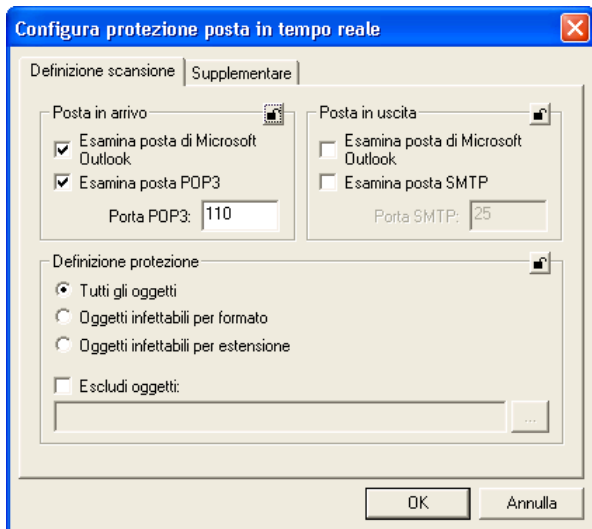 Configura protezione posta in tempo reale
Definizione scansione
Supplementare
Posta in arrivo
Esamina posta di Microsoft
Outlook
Esamina posta POP3
Porta POP3:
110
Posta in uscita
Esamina posta di Microsoft
Outlook
Esamina posta SMTP
Porta SMTP:
25
Definizione protezione
Tutti gli oggetti
Oggetti infettabili per formato
Oggetti infettabili per estensione
Escludi oggetti:
...
OK
Annulla